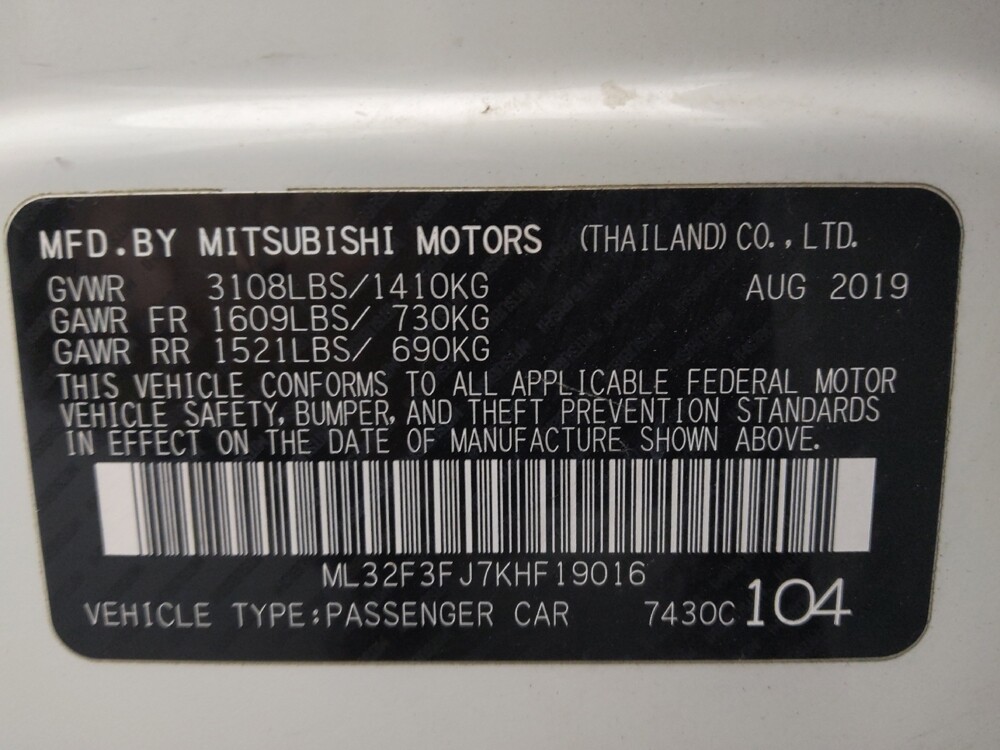 MFD.BY MITSUBISHI MOTORS (THAILAND) CO.,LTD.
GVWR 3108LBS/1410KG AUG 2019
GAWR FR 1609LBS/ 730KG
GAWR RR 1521LBS/ 690KG
THIS VEHICLE CONFORMS TO ALL APPLICABLE FEDERAL MOTOR
VEHICLE SAFETY, BUMPER, AND THEFT PREVENTION STANDARDS
IN EFFECT ON THE DATE OF MANUFACTURE SHOWN ABOVE.
ML32F3FJ7KHF19016
VEHICLE TYPE:PASSENGER CAR 7430C 104